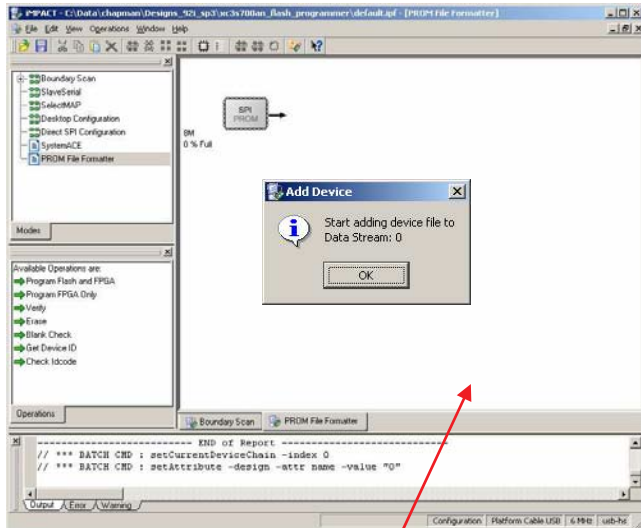 iMPACT - C:\Data\chapman\Designs_92i_sp3\xc3s700an_flash_programmer\default.ipf - [PROM File Formatter]
File Edit View Operations Window Help
Boundary Scan
SlaveSerial
SelectMAP
Desktop Configuration
Direct SPI Configuration
SystemACE
PROM File Formatter
Modes
SPI
PROM
8M
0 % Full
Add Device
Start adding device file to
Data Stream: 0
OK
Available Operations are:
Program Flash and FPGA
Program FPGA Only
Verify
Erase
Blank Check
Get Device ID
Check Idcode
Operations
Boundary Scan PROM File Formatter
---------------------------- END of Report ----------------------------
// *** BATCH CMD : setCurrentDeviceChain -index 0
// *** BATCH CMD : setAttribute -design -attr name -value "0"
Output Error Warning
Configuration Platform Cable USB 6 MHz usb-hs